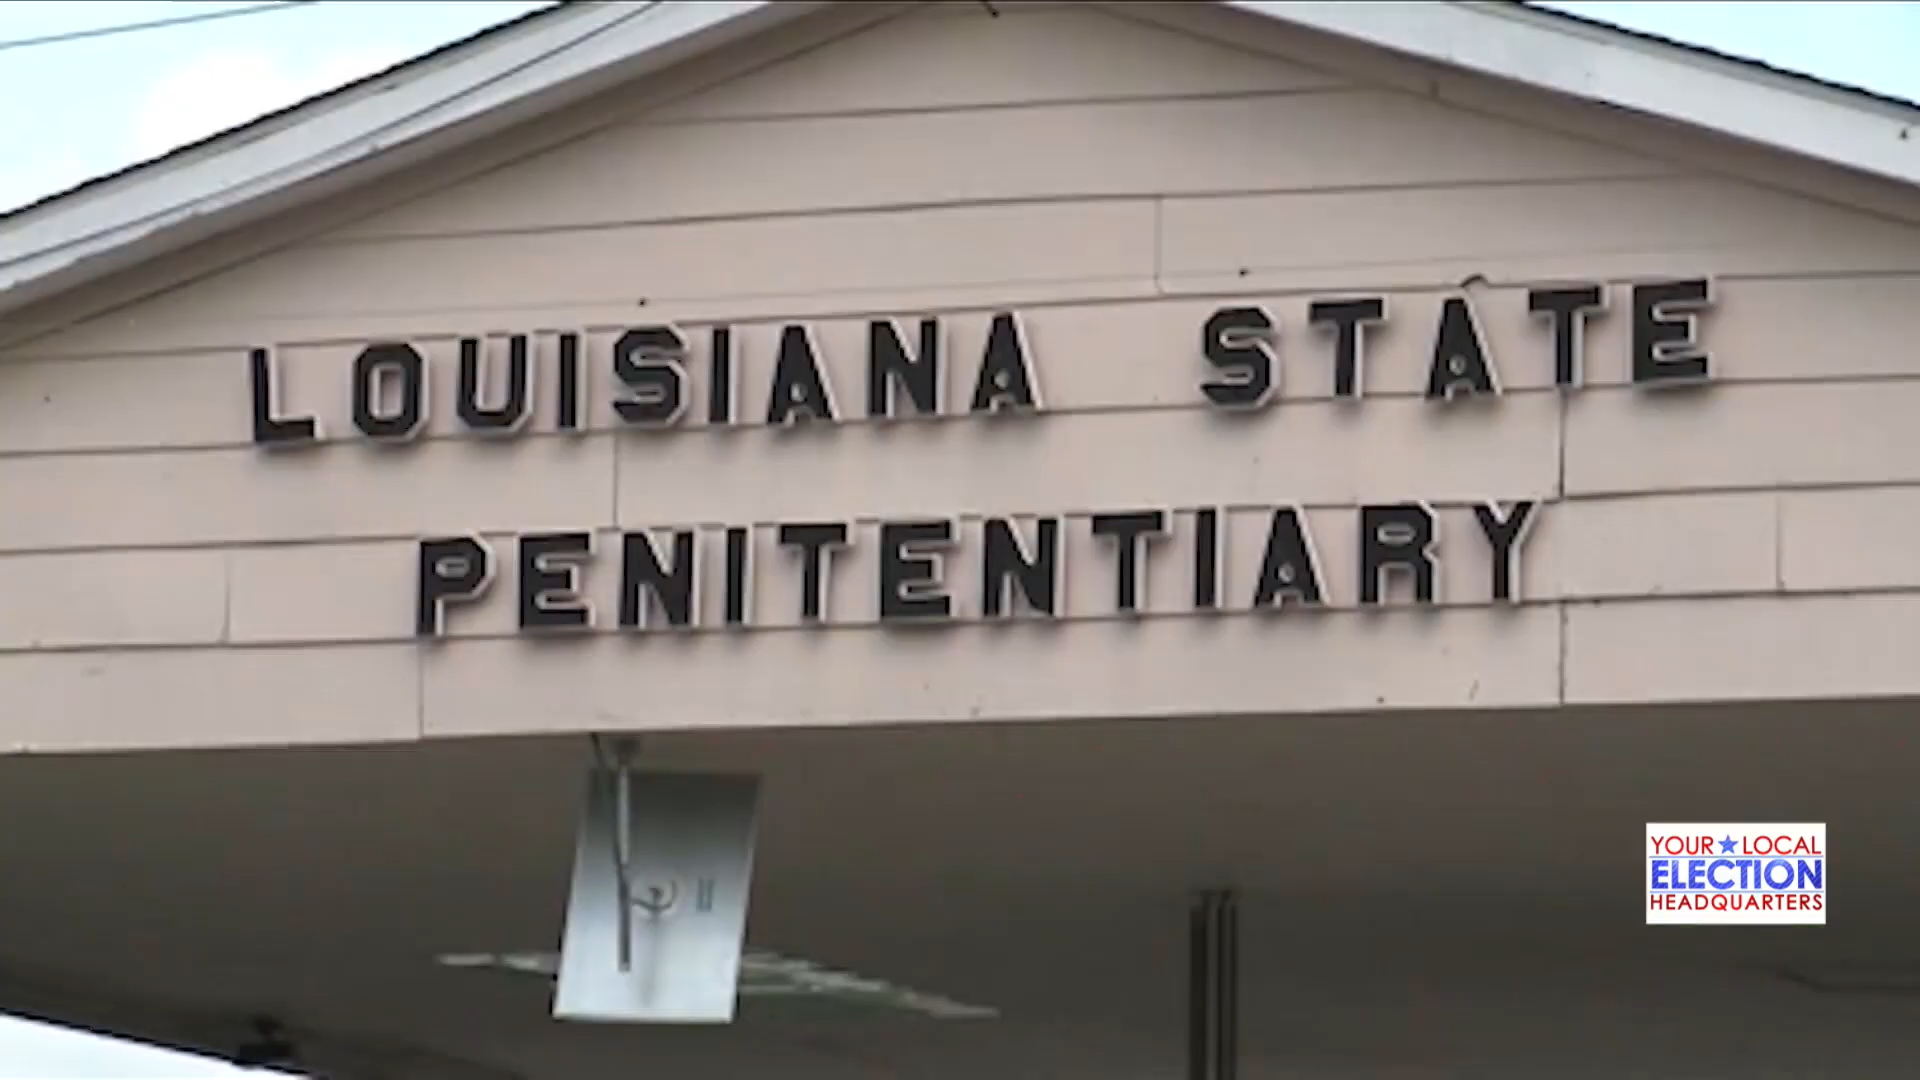 LOUISIANA STATE
PENITENTIARY
YOUR★LOCAL
ELECTION
HEADQUARTERS